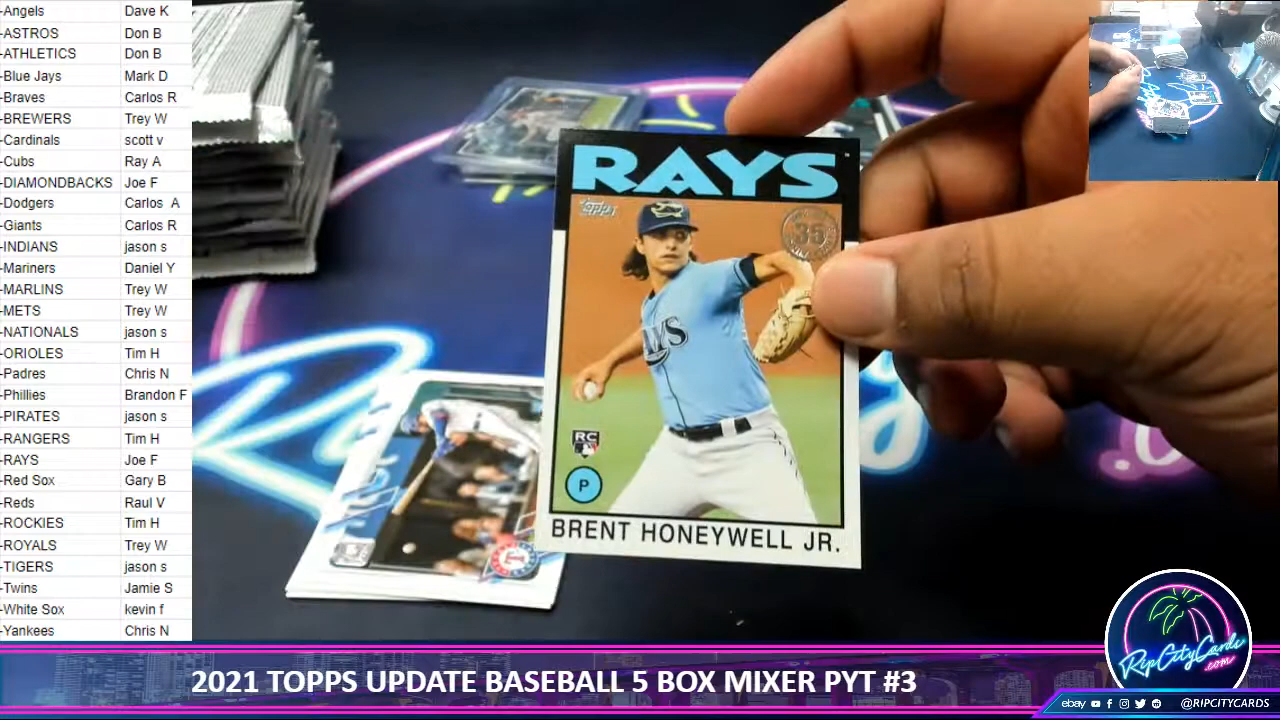 -Angels Dave K
-ASTROS Don B
-ATHLETICS Don B
-Blue Jays Mark D
-Braves Carlos R
-BREWERS Trey W
-Cardinals scott v
-Cubs Ray A
-DIAMONDBACKS Joe F
-Dodgers Carlos A
-Giants Carlos R
-INDIANS jason s
-Mariners Daniel Y
-MARLINS Trey W
-METS Trey W
-NATIONALS jason s
-ORIOLES Tim H
-Padres Chris N
-Phillies Brandon F
-PIRATES jason s
-RANGERS Tim H
-RAYS Joe F
-Red Sox Gary B
-Reds Raul V
-ROCKIES Tim H
-ROYALS Trey W
-TIGERS jason s
-Twins Jamie S
-White Sox kevin f
-Yankees Chris N
RAYS
Topps
35
RAYS
RC
P
BRENT HONEYWELL JR.
RipCityCards
.com
2021 TOPPS UPDATE BASEBALL 5 BOX MIXER PYT #3
ebay @RIPCITYCARDS